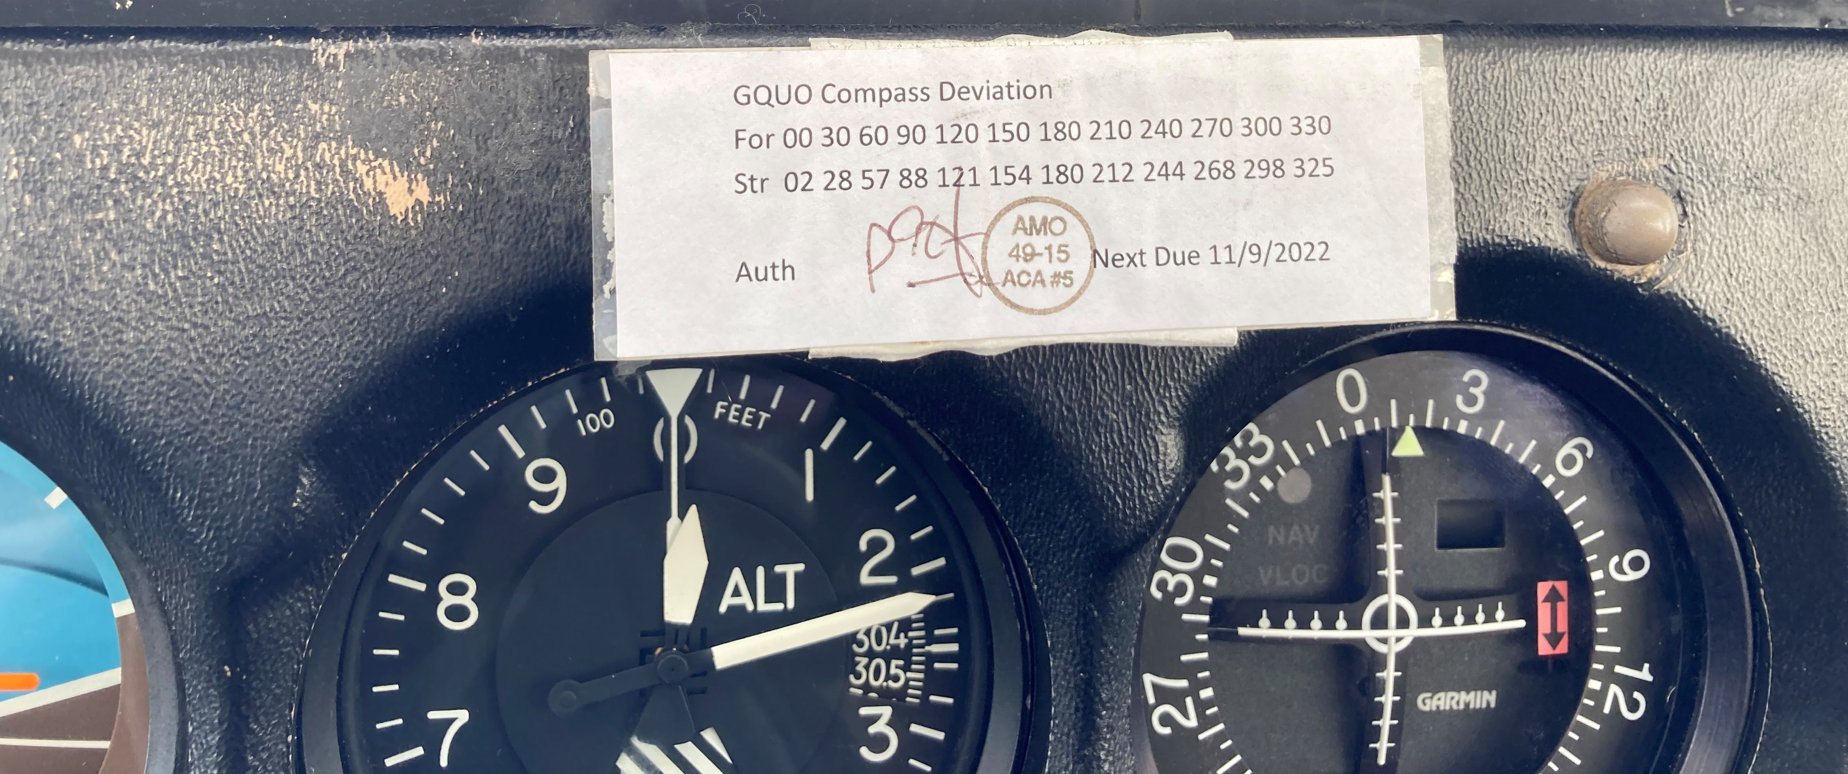 GQUO Compass Deviation
For 00 30 60 90 120 150 180 210 240 270 300 330
Str 02 28 57 88 121 154 180 212 244 268 298 325
Auth
AMO
49-15
ACA #5
Next Due 11/9/2022
100 FEET
9 1
8 2
ALT
30.4
30.5
7 3
0 3
33 6
NAV
VLOC
30 9
27 12
GARMIN